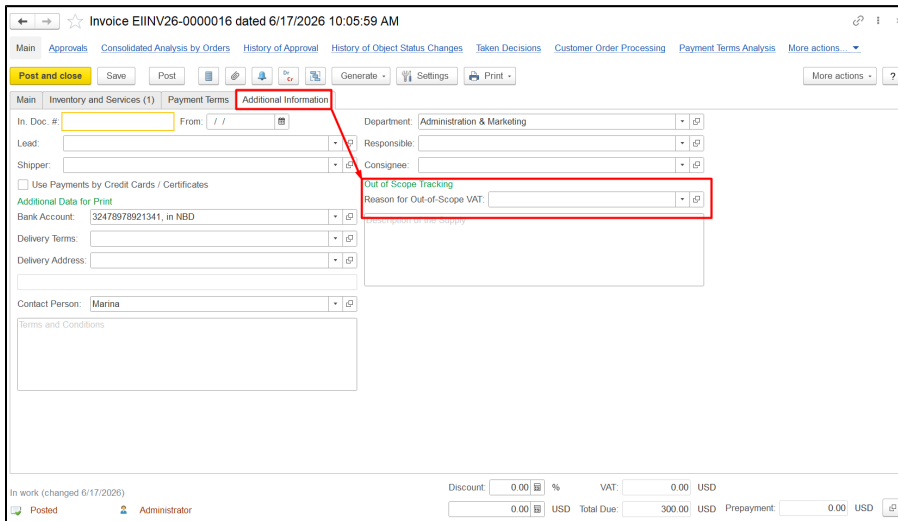 Invoice EIINV26-0000016 dated 6/17/2026 10:05:59 AM
Main Approvals Consolidated Analysis by Orders History of Approval History of Object Status Changes Taken Decisions Customer Order Processing Payment Terms Analysis More actions...
Post and close Save Post Dr Cr Generate Settings Print More actions ?
Main Inventory and Services (1) Payment Terms Additional Information
In. Doc. #: From: / / Department: Administration & Marketing
Lead: Responsible:
Shipper: Consignee:
Use Payments by Credit Cards / Certificates Out of Scope Tracking
Additional Data for Print Reason for Out-of-Scope VAT:
Bank Account: 32478978921341, in NBD Description of the Supply
Delivery Terms:
Delivery Address:
Contact Person: Marina
Terms and Conditions
In work (changed 6/17/2026) Discount: 0.00 % VAT: 0.00 USD
Posted Administrator 0.00 USD Total Due: 300.00 USD Prepayment: 0.00 USD